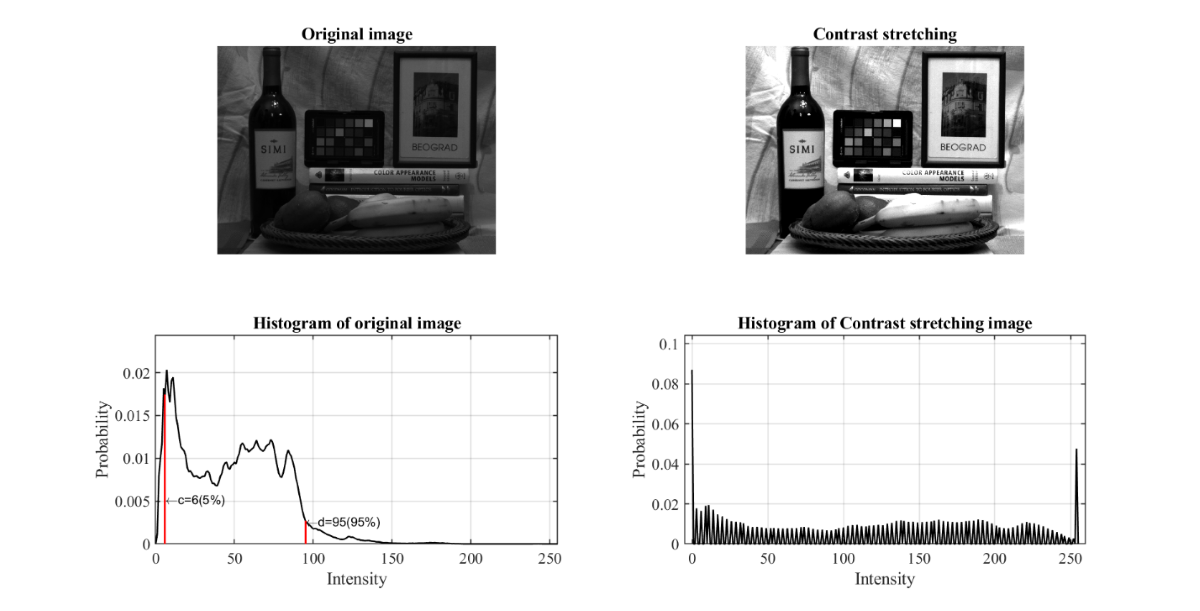 Original image
SIMI
BEOGRAD
COLOR APPEARANCE
MODELS
Contrast stretching
SIMI
BEOGRAD
COLOR APPEARANCE
MODELS
Histogram of original image
Probability
0.02
0.015
0.01
0.005
0
c=6(5%)
d=95(95%)
0 50 100 150 200 250
Intensity
Histogram of Contrast stretching image
Probability
0.1
0.08
0.06
0.04
0.02
0
0 50 100 150 200 250
Intensity